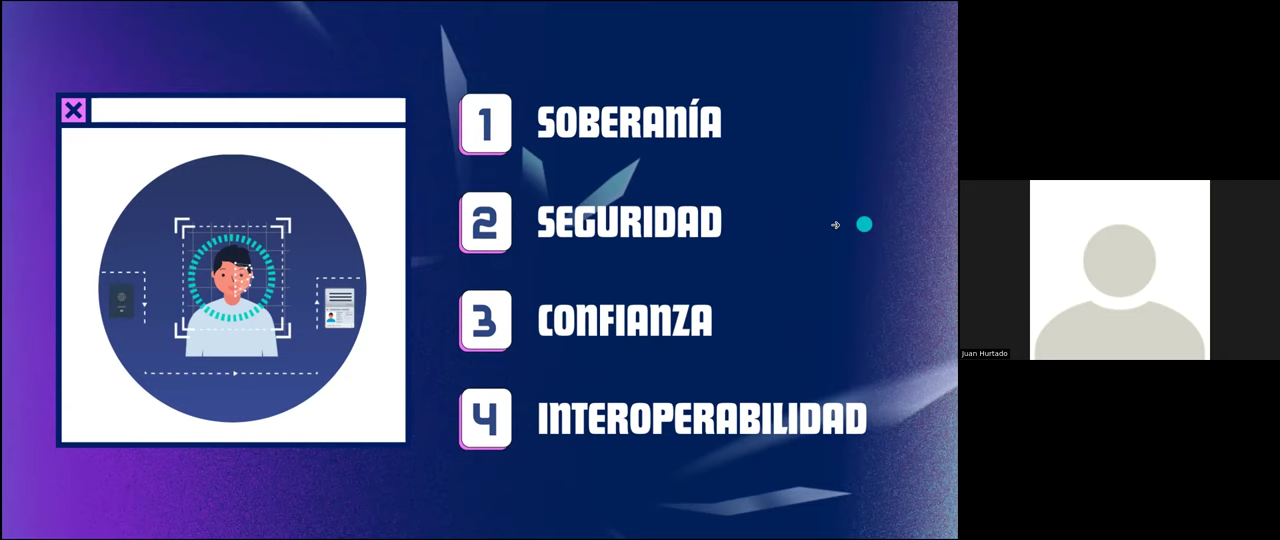 1 SOBERANÍA
2 SEGURIDAD
3 CONFIANZA
4 INTEROPERABILIDAD
Juan Hurtado